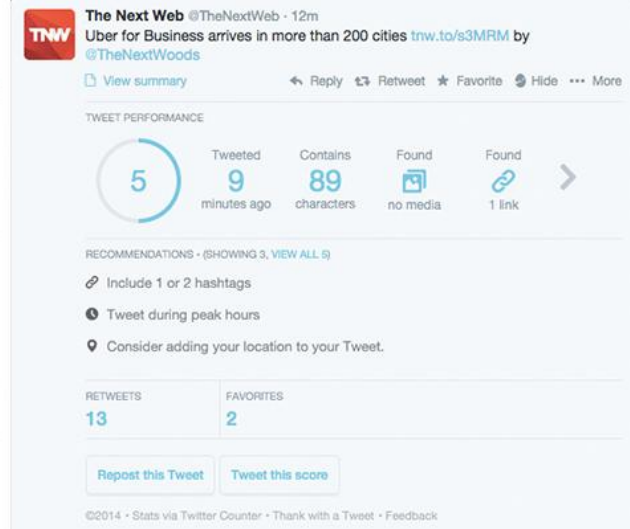 TNW
The Next Web @TheNextWeb · 12m
Uber for Business arrives in more than 200 cities tnw.to/s3MRM by
@TheNextWoods
View summary Reply Retweet Favorite Hide More
TWEET PERFORMANCE
5
Tweeted
9
minutes ago
Contains
89
characters
Found
no media
Found
1 link
RECOMMENDATIONS • (SHOWING 3, VIEW ALL 5)
Include 1 or 2 hashtags
Tweet during peak hours
Consider adding your location to your Tweet.
RETWEETS
13
FAVORITES
2
Repost this Tweet
Tweet this score
©2014 • Stats via Twitter Counter • Thank with a Tweet • Feedback